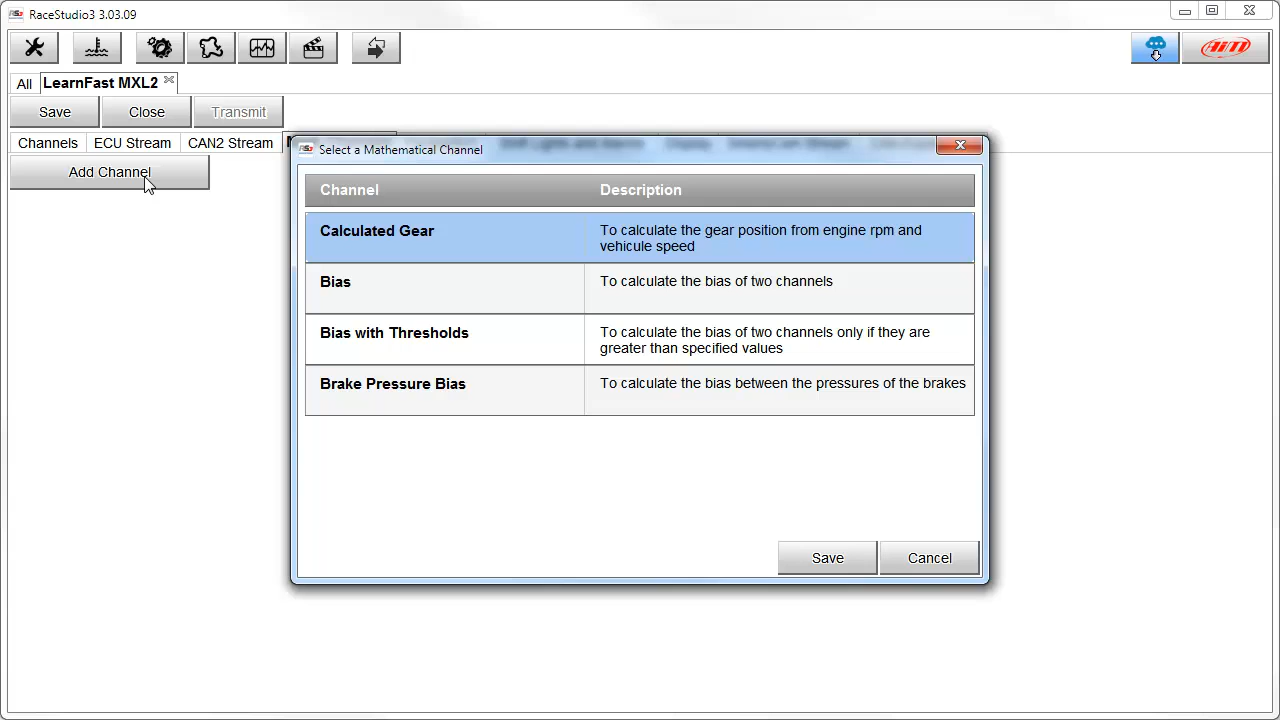 RS3 RaceStudio3 3.03.09
AiM
All LearnFast MXL2
Save Close Transmit
Channels ECU Stream CAN2 Stream
Add Channel
RS3 Select a Mathematical Channel
Channel Description
Calculated Gear To calculate the gear position from engine rpm and
vehicule speed
Bias To calculate the bias of two channels
Bias with Thresholds To calculate the bias of two channels only if they are
greater than specified values
Brake Pressure Bias To calculate the bias between the pressures of the brakes
Save Cancel